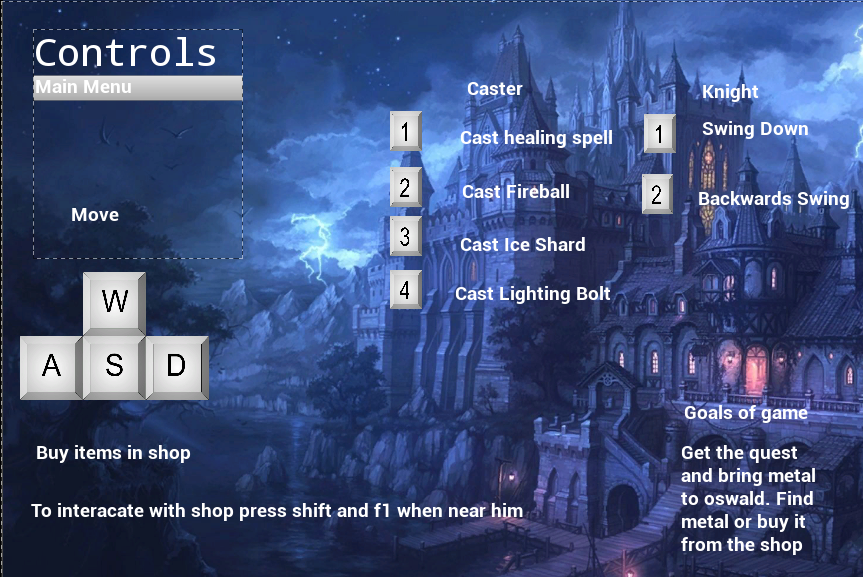 Controls
Main Menu
Move
W
A S D
Buy items in shop
To interacate with shop press shift and f1 when near him
Caster
1 Cast healing spell
2 Cast Fireball
3 Cast Ice Shard
4 Cast Lighting Bolt
Knight
1 Swing Down
2 Backwards Swing
Goals of game
Get the quest
and bring metal
to oswald. Find
metal or buy it
from the shop